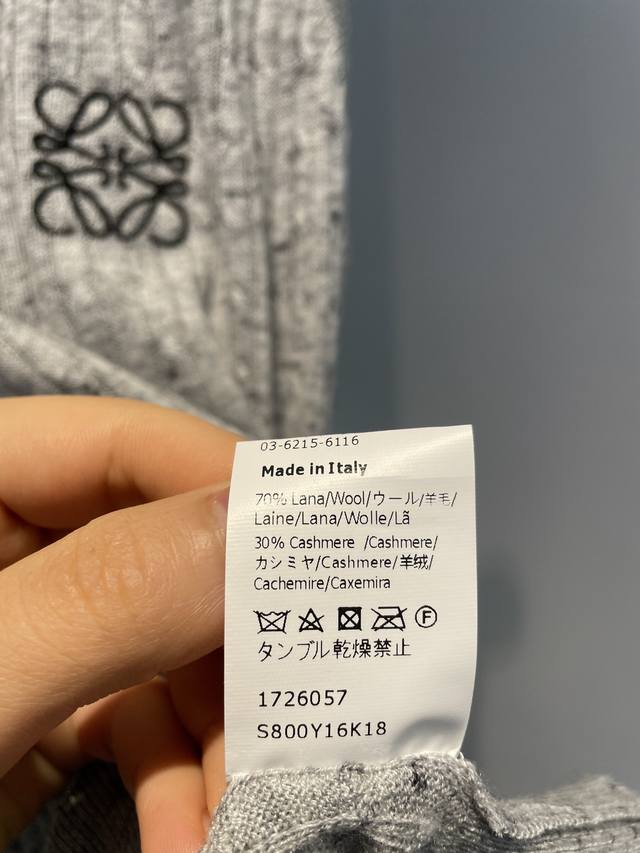 03-6215-6116
Made in Italy
70% Lana/Wool/ウール/羊毛/
Laine/Lana/Wolle/Lã
30% Cashmere /Cashmere/
カシミヤ/Cashmere/羊绒/
Cachemire/Caxemira
F
タンブル乾燥禁止
1726057
S800Y16K18